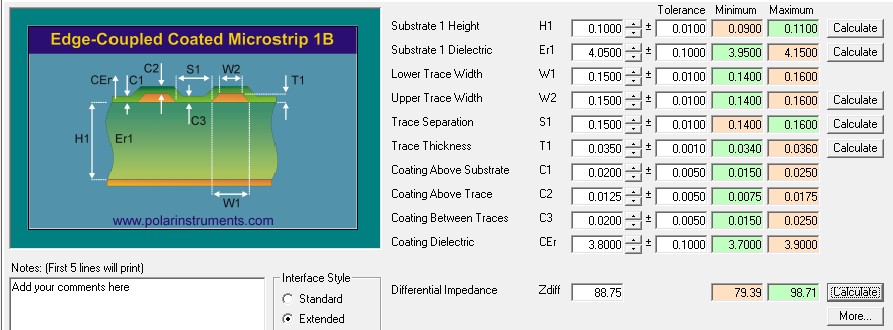 Tolerance Minimum Maximum
Edge-Coupled Coated Microstrip 1B
CEr C1 C2 S1 W2 T1
C3
H1 Er1
W1
www.polarinstruments.com
Substrate 1 Height H1 0.1000 ± 0.0100 0.0900 0.1100 Calculate
Substrate 1 Dielectric Er1 4.0500 ± 0.1000 3.9500 4.1500 Calculate
Lower Trace Width W1 0.1500 ± 0.0100 0.1400 0.1600
Upper Trace Width W2 0.1500 ± 0.0100 0.1400 0.1600 Calculate
Trace Separation S1 0.1500 ± 0.0100 0.1400 0.1600 Calculate
Trace Thickness T1 0.0350 ± 0.0010 0.0340 0.0360 Calculate
Coating Above Substrate C1 0.0200 ± 0.0050 0.0150 0.0250
Coating Above Trace C2 0.0125 ± 0.0050 0.0075 0.0175
Coating Between Traces C3 0.0200 ± 0.0050 0.0150 0.0250
Coating Dielectric CEr 3.8000 ± 0.1000 3.7000 3.9000
Notes: (First 5 lines will print)
Add your comments here
Interface Style
Standard
Extended
Differential Impedance Zdiff 88.75 79.39 98.71 Calculate
More...